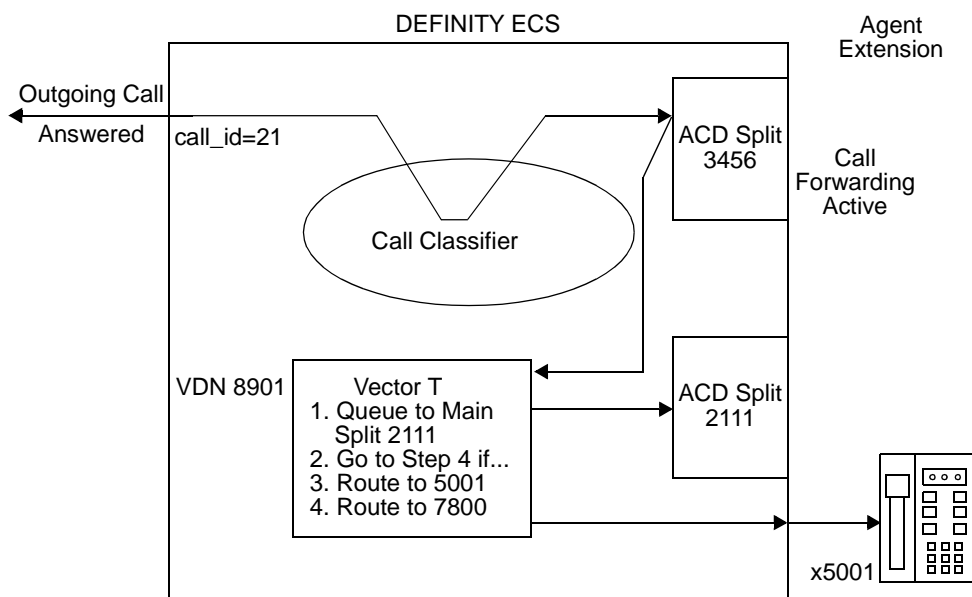 DEFINITY ECS
Agent
Extension
Outgoing Call
Answered
call_id=21
ACD Split
3456
Call
Forwarding
Active
Call Classifier
VDN 8901
Vector T
1. Queue to Main
Split 2111
2. Go to Step 4 if...
3. Route to 5001
4. Route to 7800
ACD Split
2111
x5001